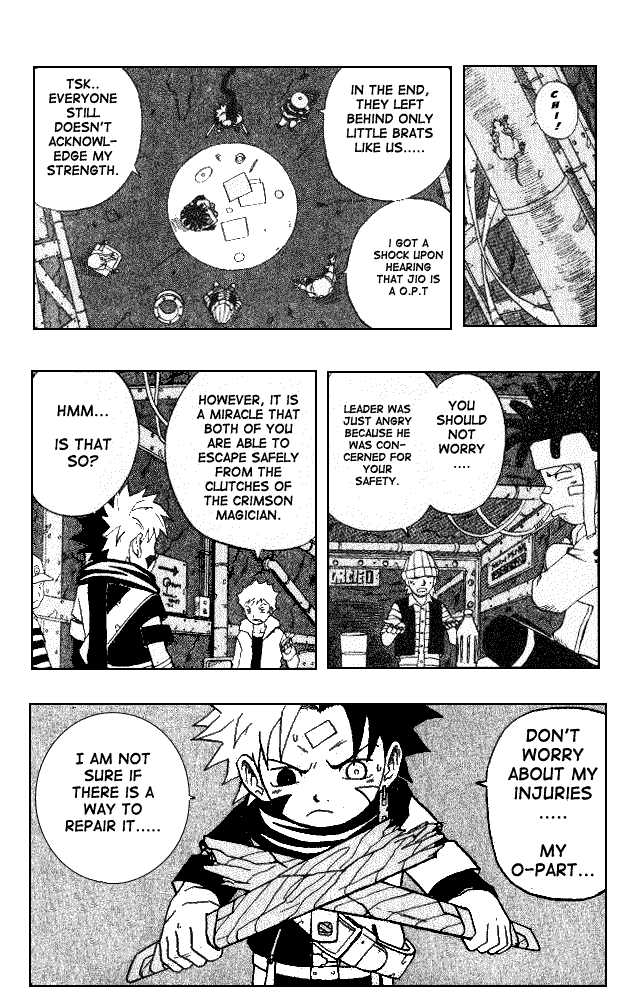 CHI!
IN THE END,
THEY LEFT
BEHIND ONLY
LITTLE BRATS
LIKE US.....
I GOT A
SHOCK UPON
HEARING
THAT JIO IS
A O.P.T
TSK..
EVERYONE
STILL
DOESN'T
ACKNOWL-
EDGE MY
STRENGTH.
YOU
SHOULD
NOT
WORRY
....
LEADER WAS
JUST ANGRY
BECAUSE HE
WAS CON-
CERNED FOR
YOUR
SAFETY.
HOWEVER, IT IS
A MIRACLE THAT
BOTH OF YOU
ARE ABLE TO
ESCAPE SAFELY
FROM THE
CLUTCHES
OF THE CRIMSON
MAGICIAN.
HMM...
IS THAT
SO?
DON'T
WORRY
ABOUT MY
INJURIES
.....
MY
O-PART...
I AM NOT
SURE IF
THERE IS A
WAY TO
REPAIR IT.....